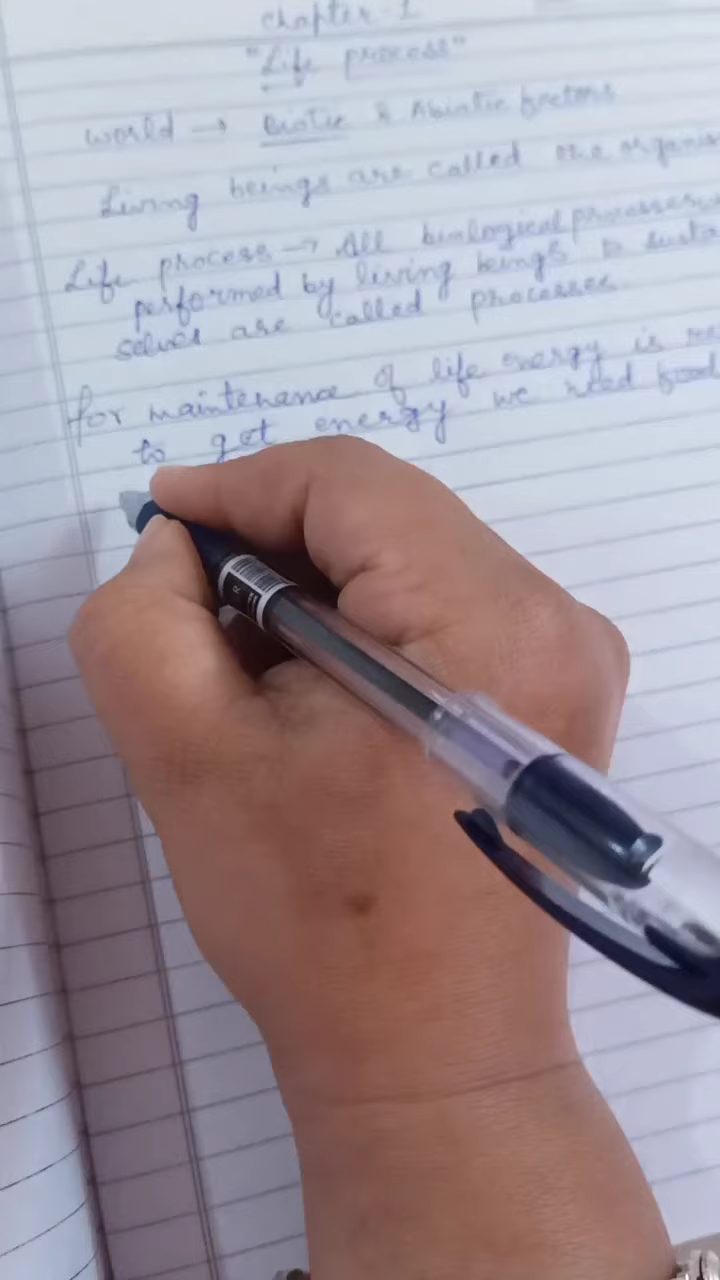 Chapter-1
"Life process"
World → Biotic & Abiotic factors
Living beings are called
Life process → All biological processes
performed by living beings to
selves are called processes
for maintenance of life energy is
to get energy we need food